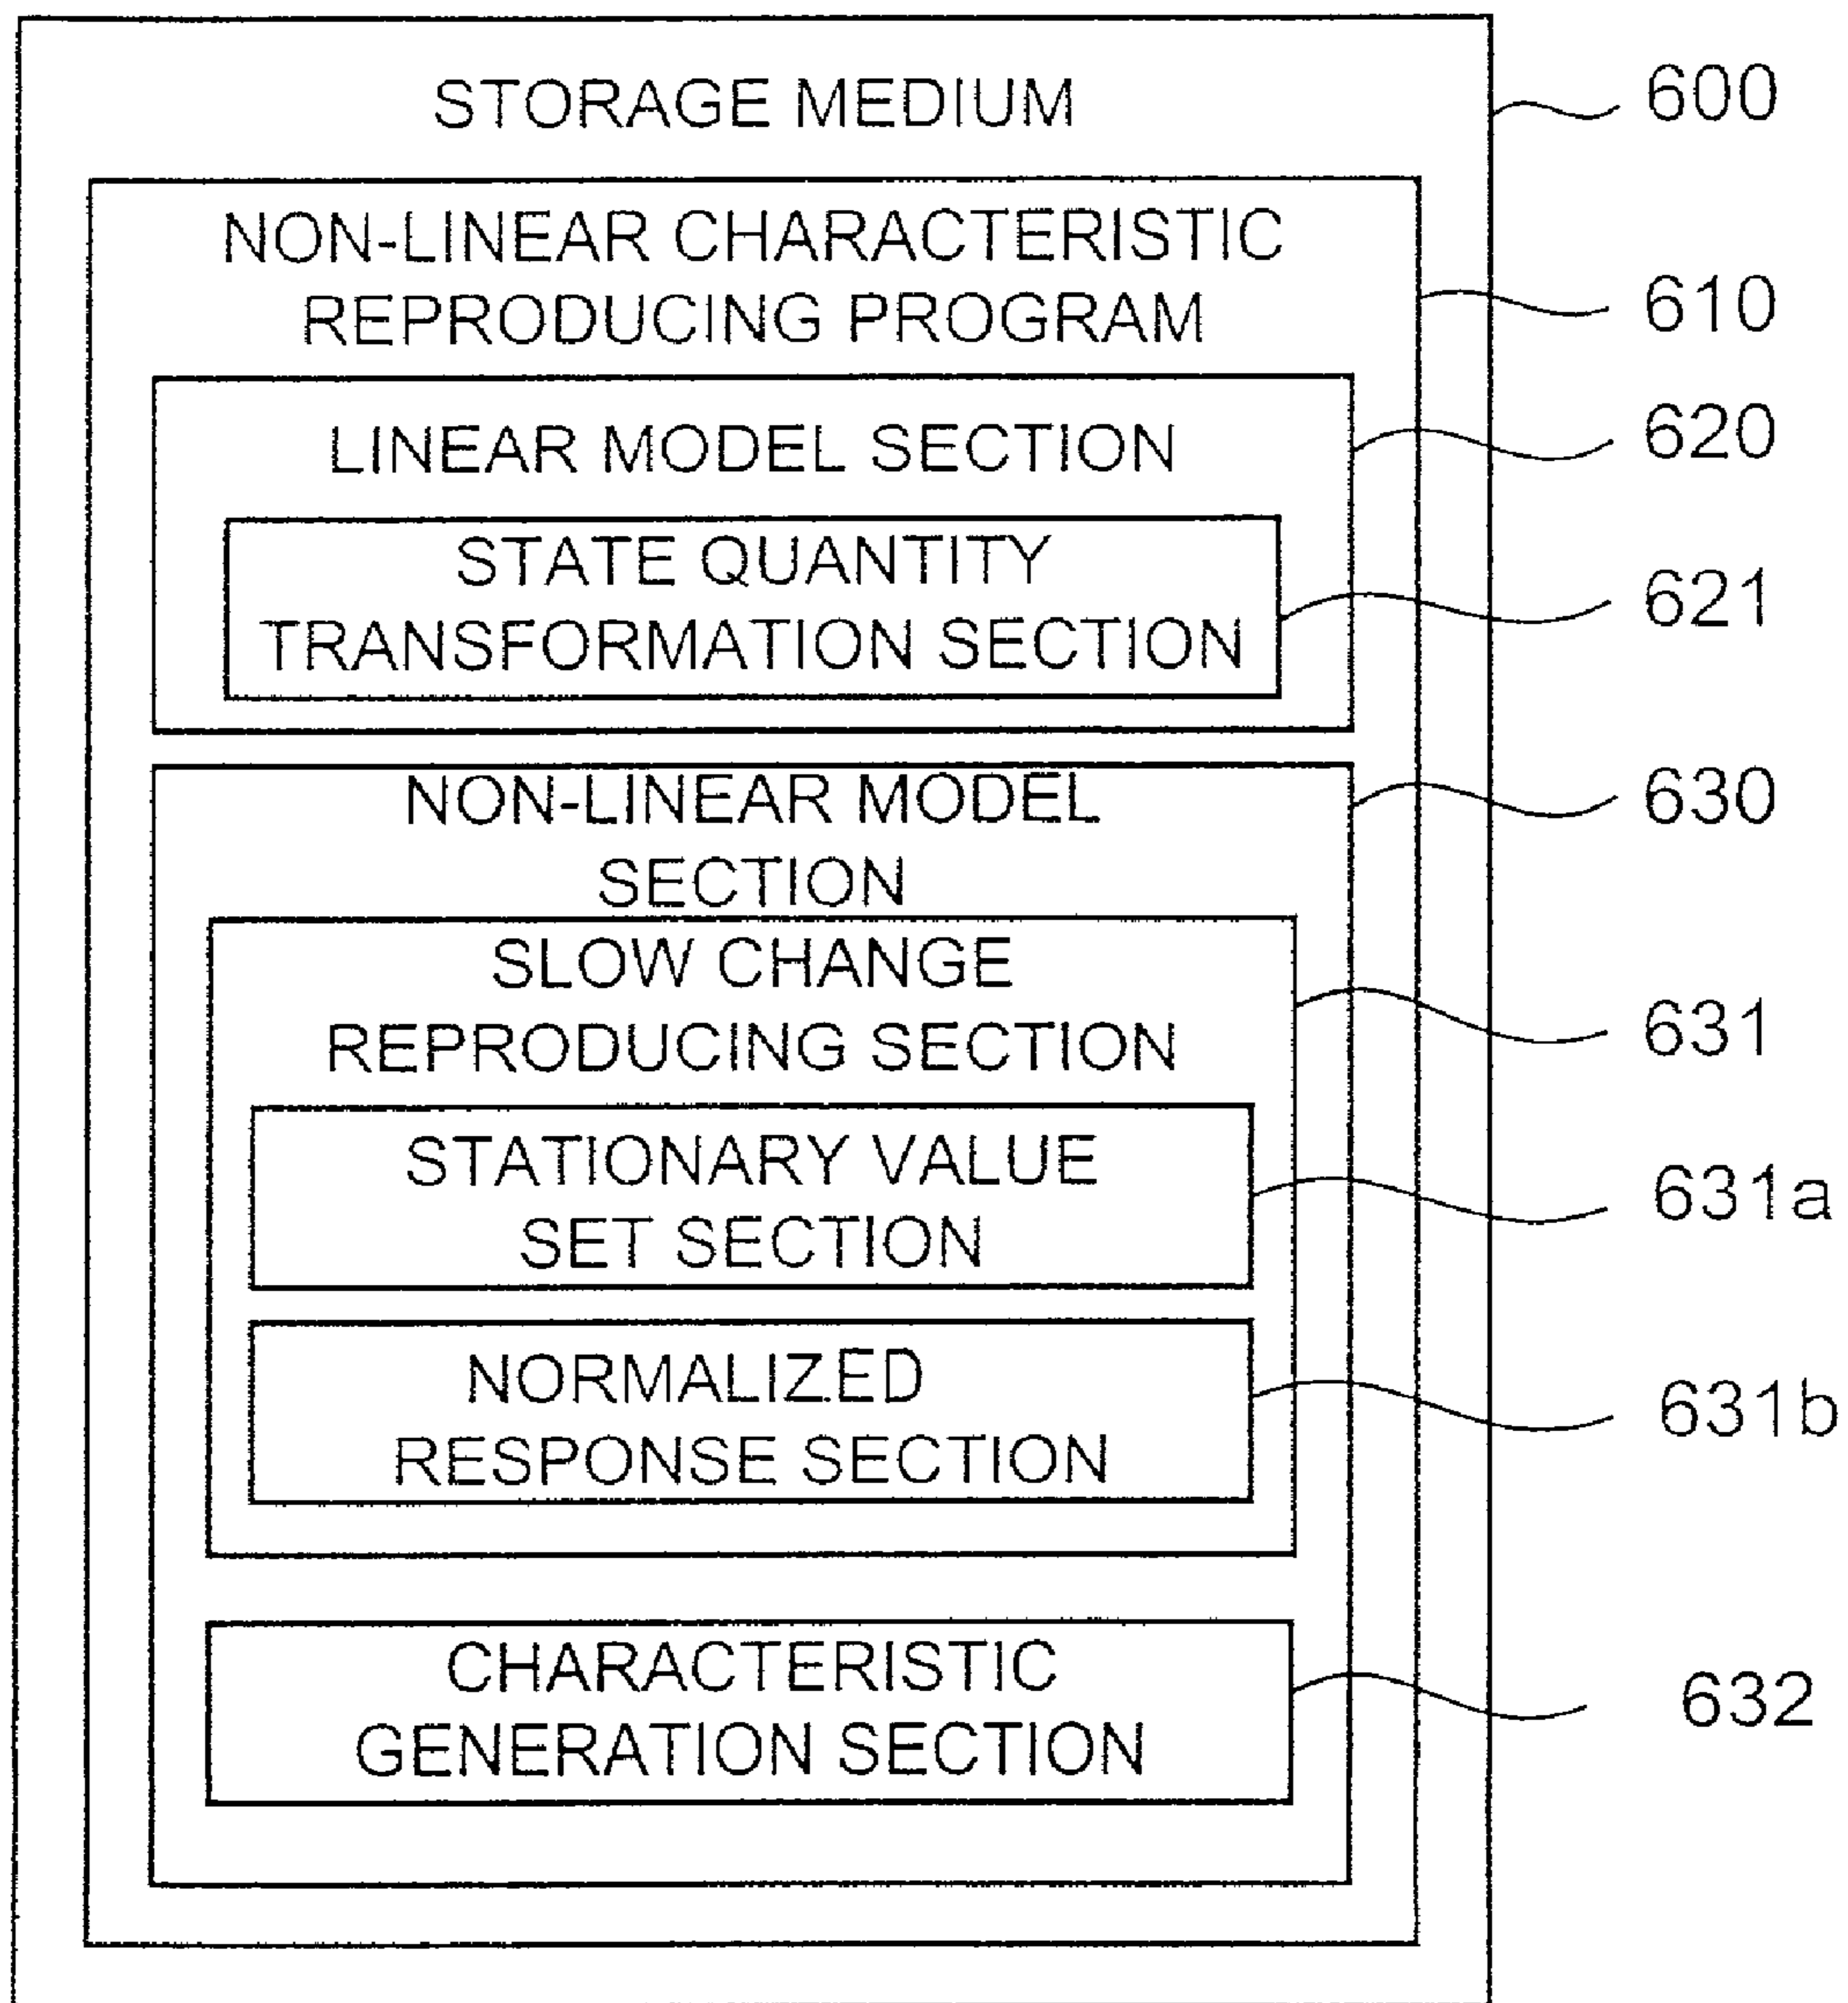 STORAGE MEDIUM
600
NON-LINEAR CHARACTERISTIC
REPRODUCING PROGRAM
610
LINEAR MODEL SECTION
620
STATE QUANTITY
TRANSFORMATION SECTION
621
NON-LINEAR MODEL
SECTION
630
SLOW CHANGE
REPRODUCING SECTION
631
STATIONARY VALUE
SET SECTION
631a
NORMALIZED
RESPONSE SECTION
631b
CHARACTERISTIC
GENERATION SECTION
632